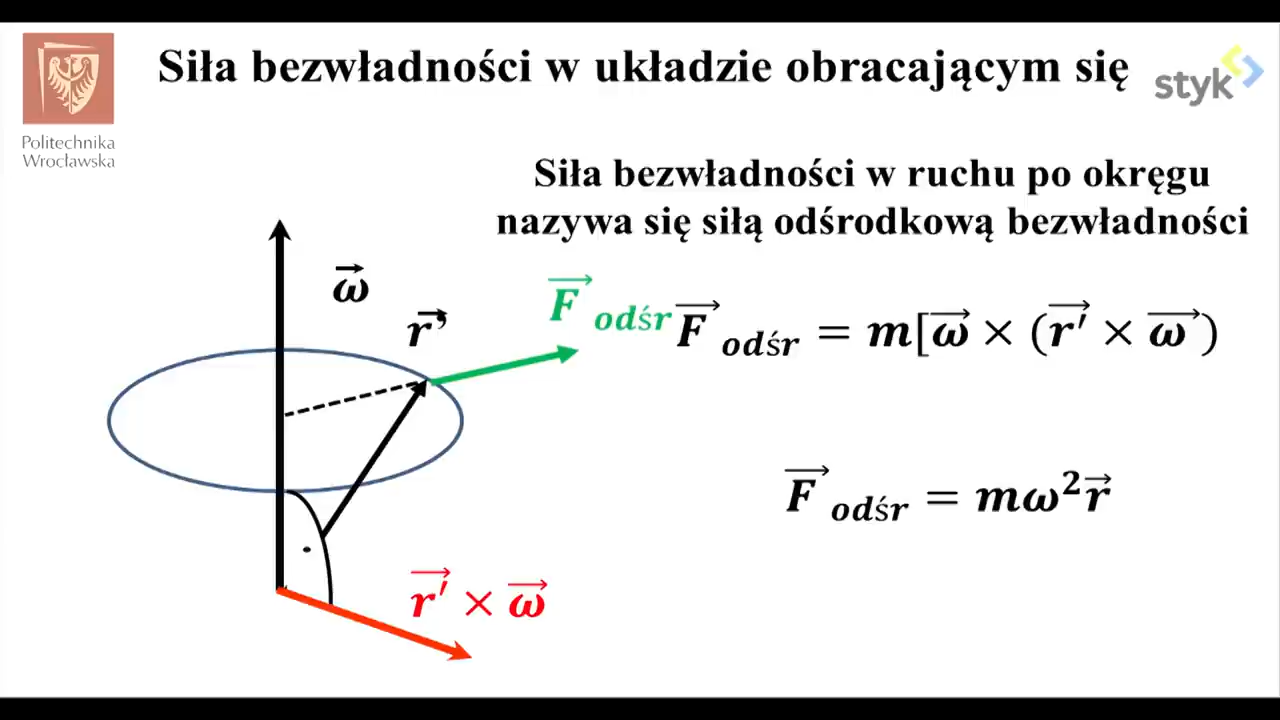 Siła bezwładności w układzie obracającym się
styk
Politechnika
Wrocławska
Siła bezwładności w ruchu po okręgu
nazywa się siłą odśrodkową bezwładności
ω⃗
r⃗’
F⃗ odśr
F⃗ odśr = m[ω⃗ × (r⃗′ × ω⃗ )
F⃗ odśr = mω²r⃗
r⃗′ × ω⃗